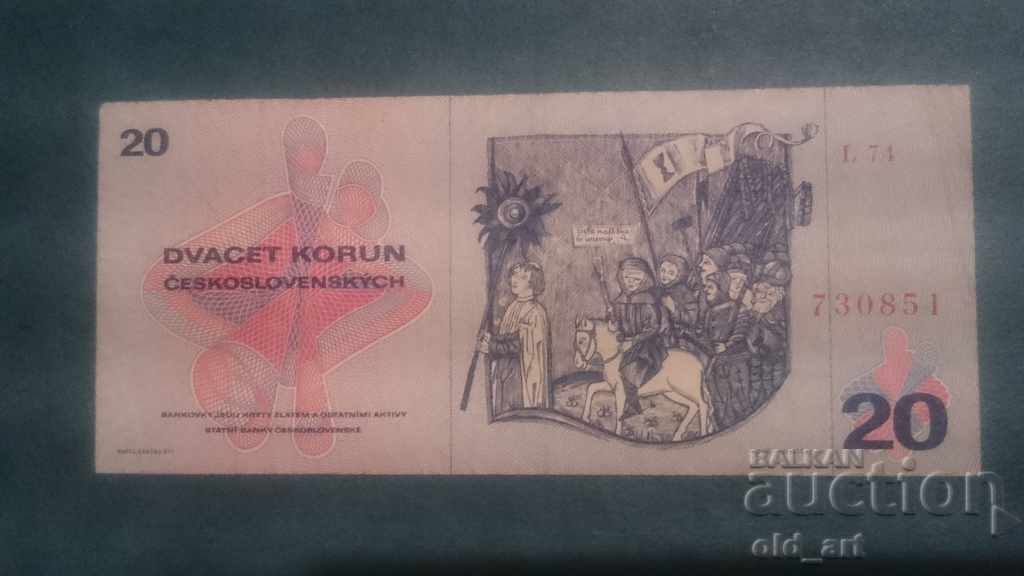 20
DVACET KORUN
ČESKOSLOVENSKÝCH
BANKOVKY JSOU KRYTY ZLATEM A OSTATNÍMI AKTIVY
STÁTNÍ BANKY ČESKOSLOVENSKÉ
L 74
730851
20
BALKAN
auction
old_art